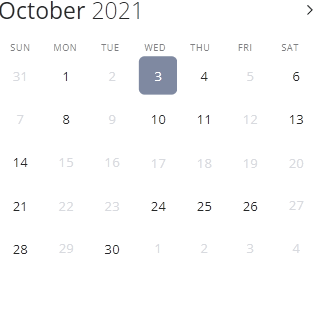 October 2021
SUN MON TUE WED THU FRI SAT
31 1 2 3 4 5 6
7 8 9 10 11 12 13
14 15 16 17 18 19 20
21 22 23 24 25 26 27
28 29 30 1 2 3 4